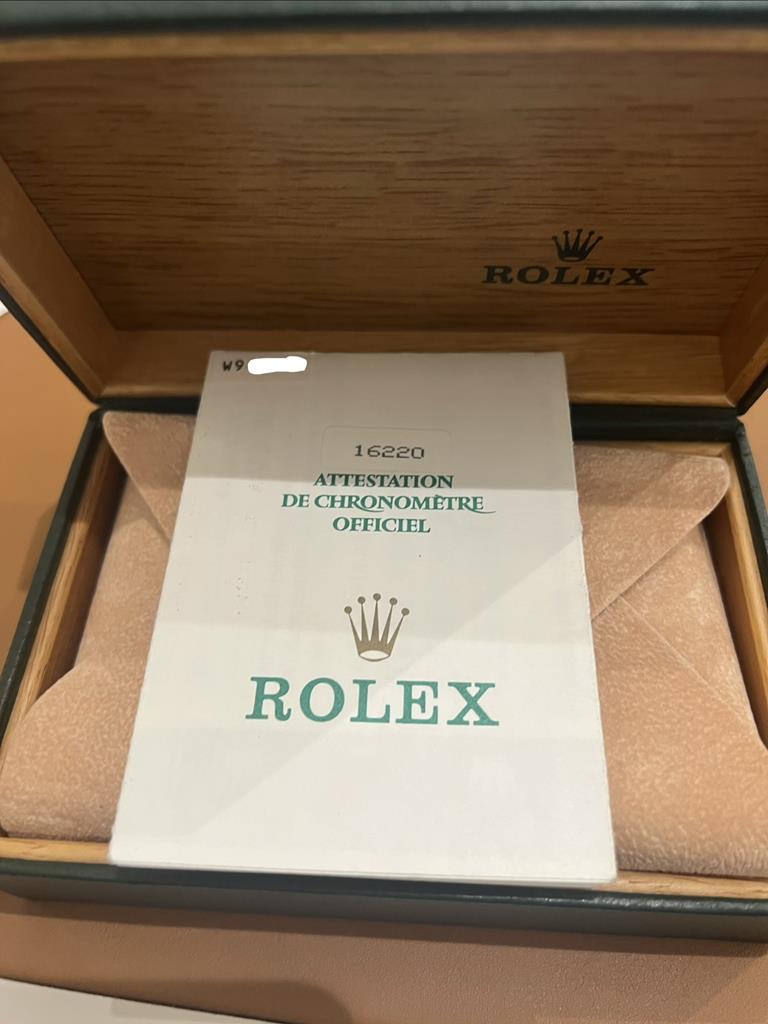 ROLEX
W9
16220
ATTESTATION
DE CHRONOMÈTRE
OFFICIEL
ROLEX